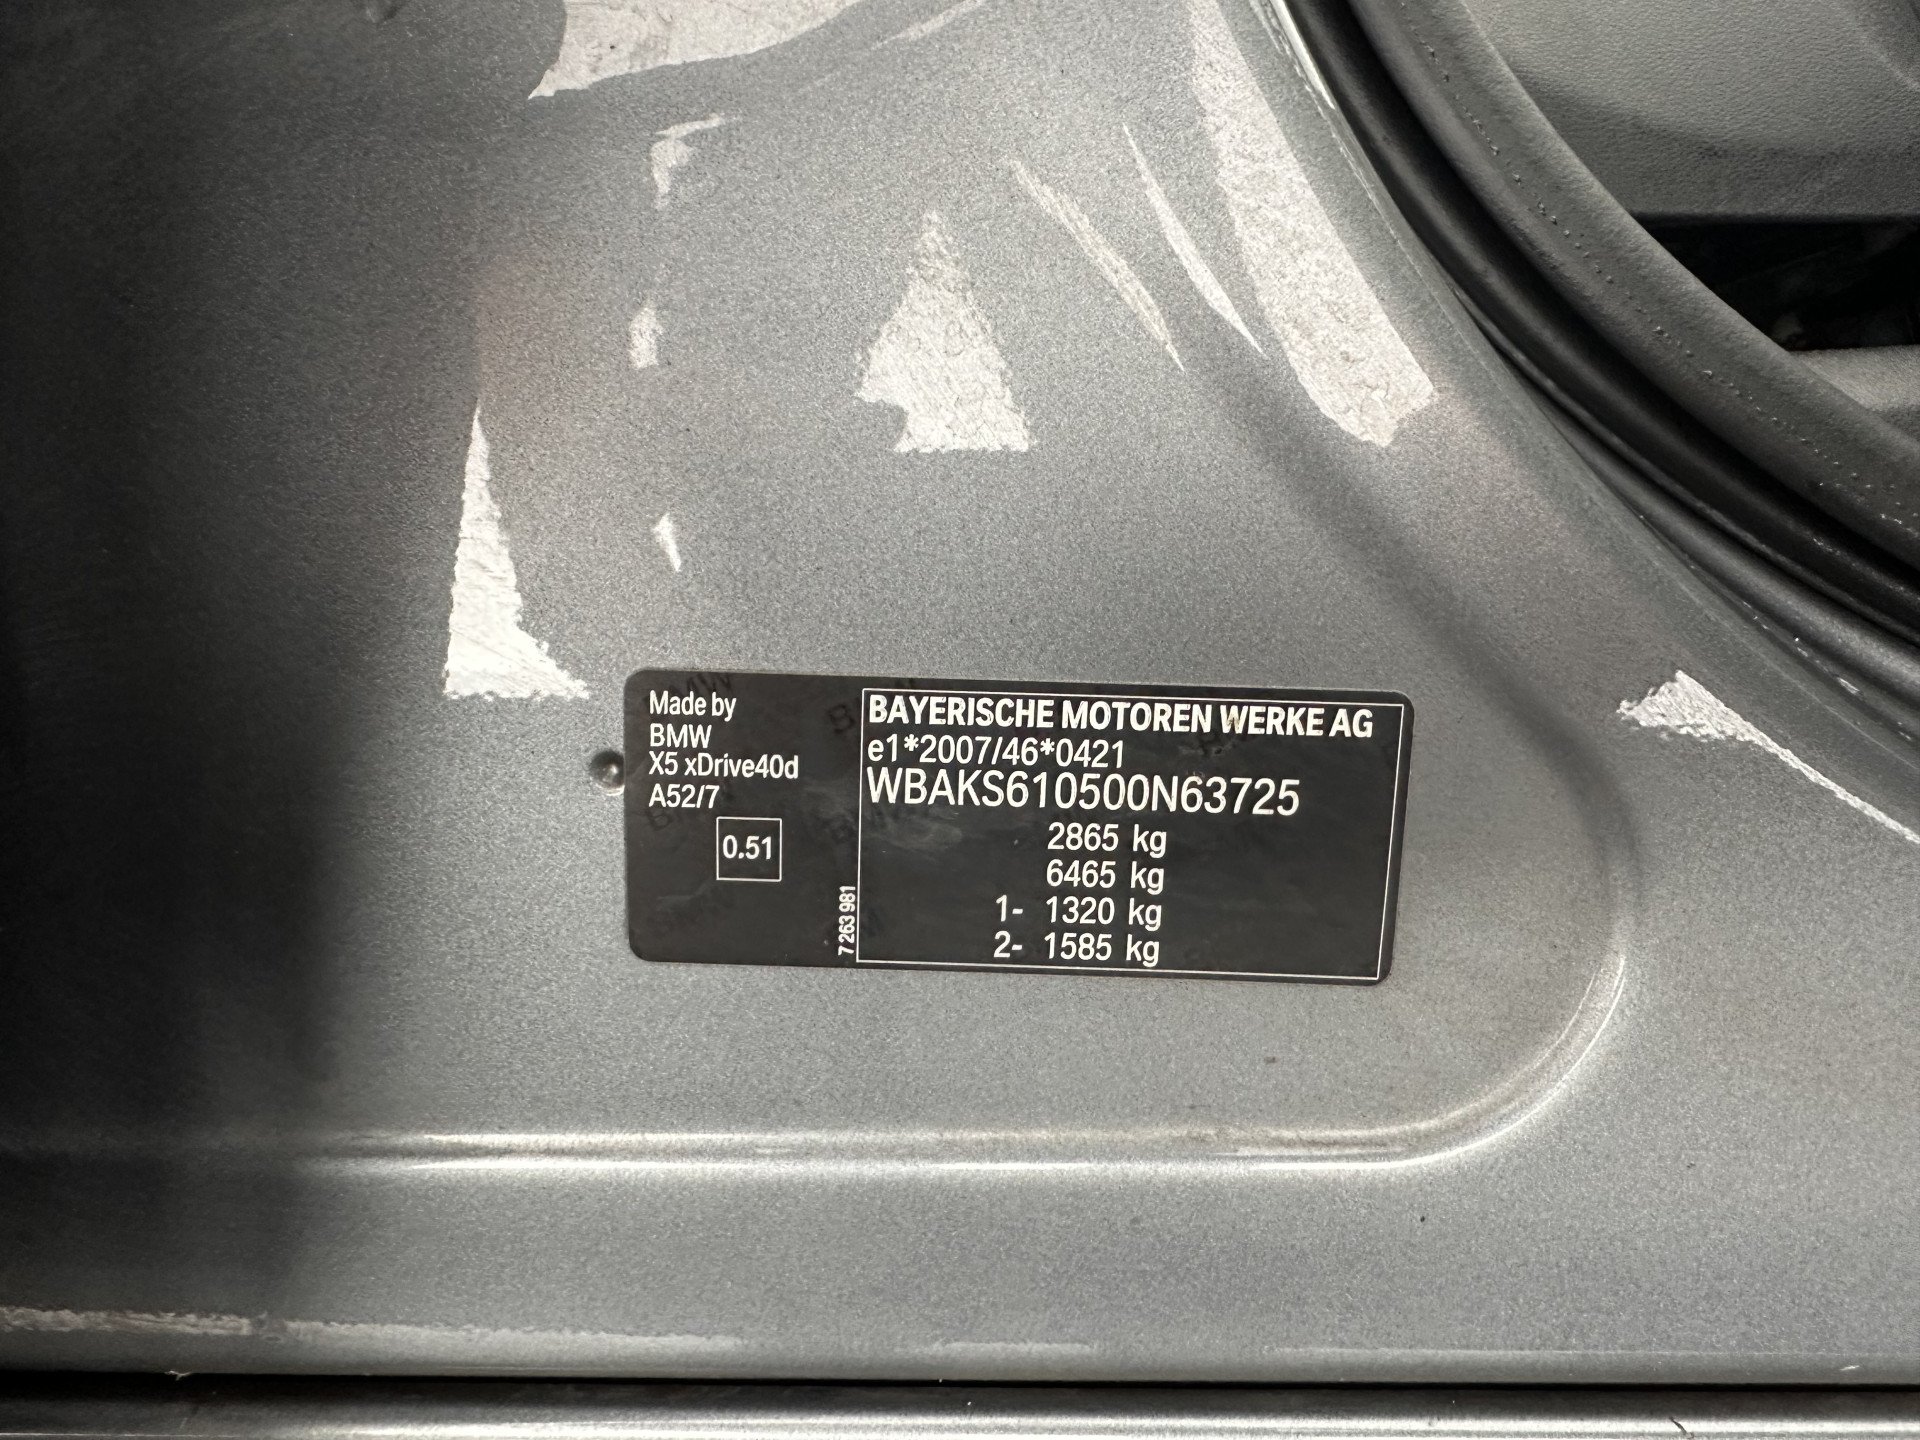 Made by
BMW
X5 xDrive40d
A52/7
0.51
7 263 981
BAYERISCHE MOTOREN WERKE AG
e1*2007/46*0421
WBAKS610500N63725
2865 kg
6465 kg
1- 1320 kg
2- 1585 kg